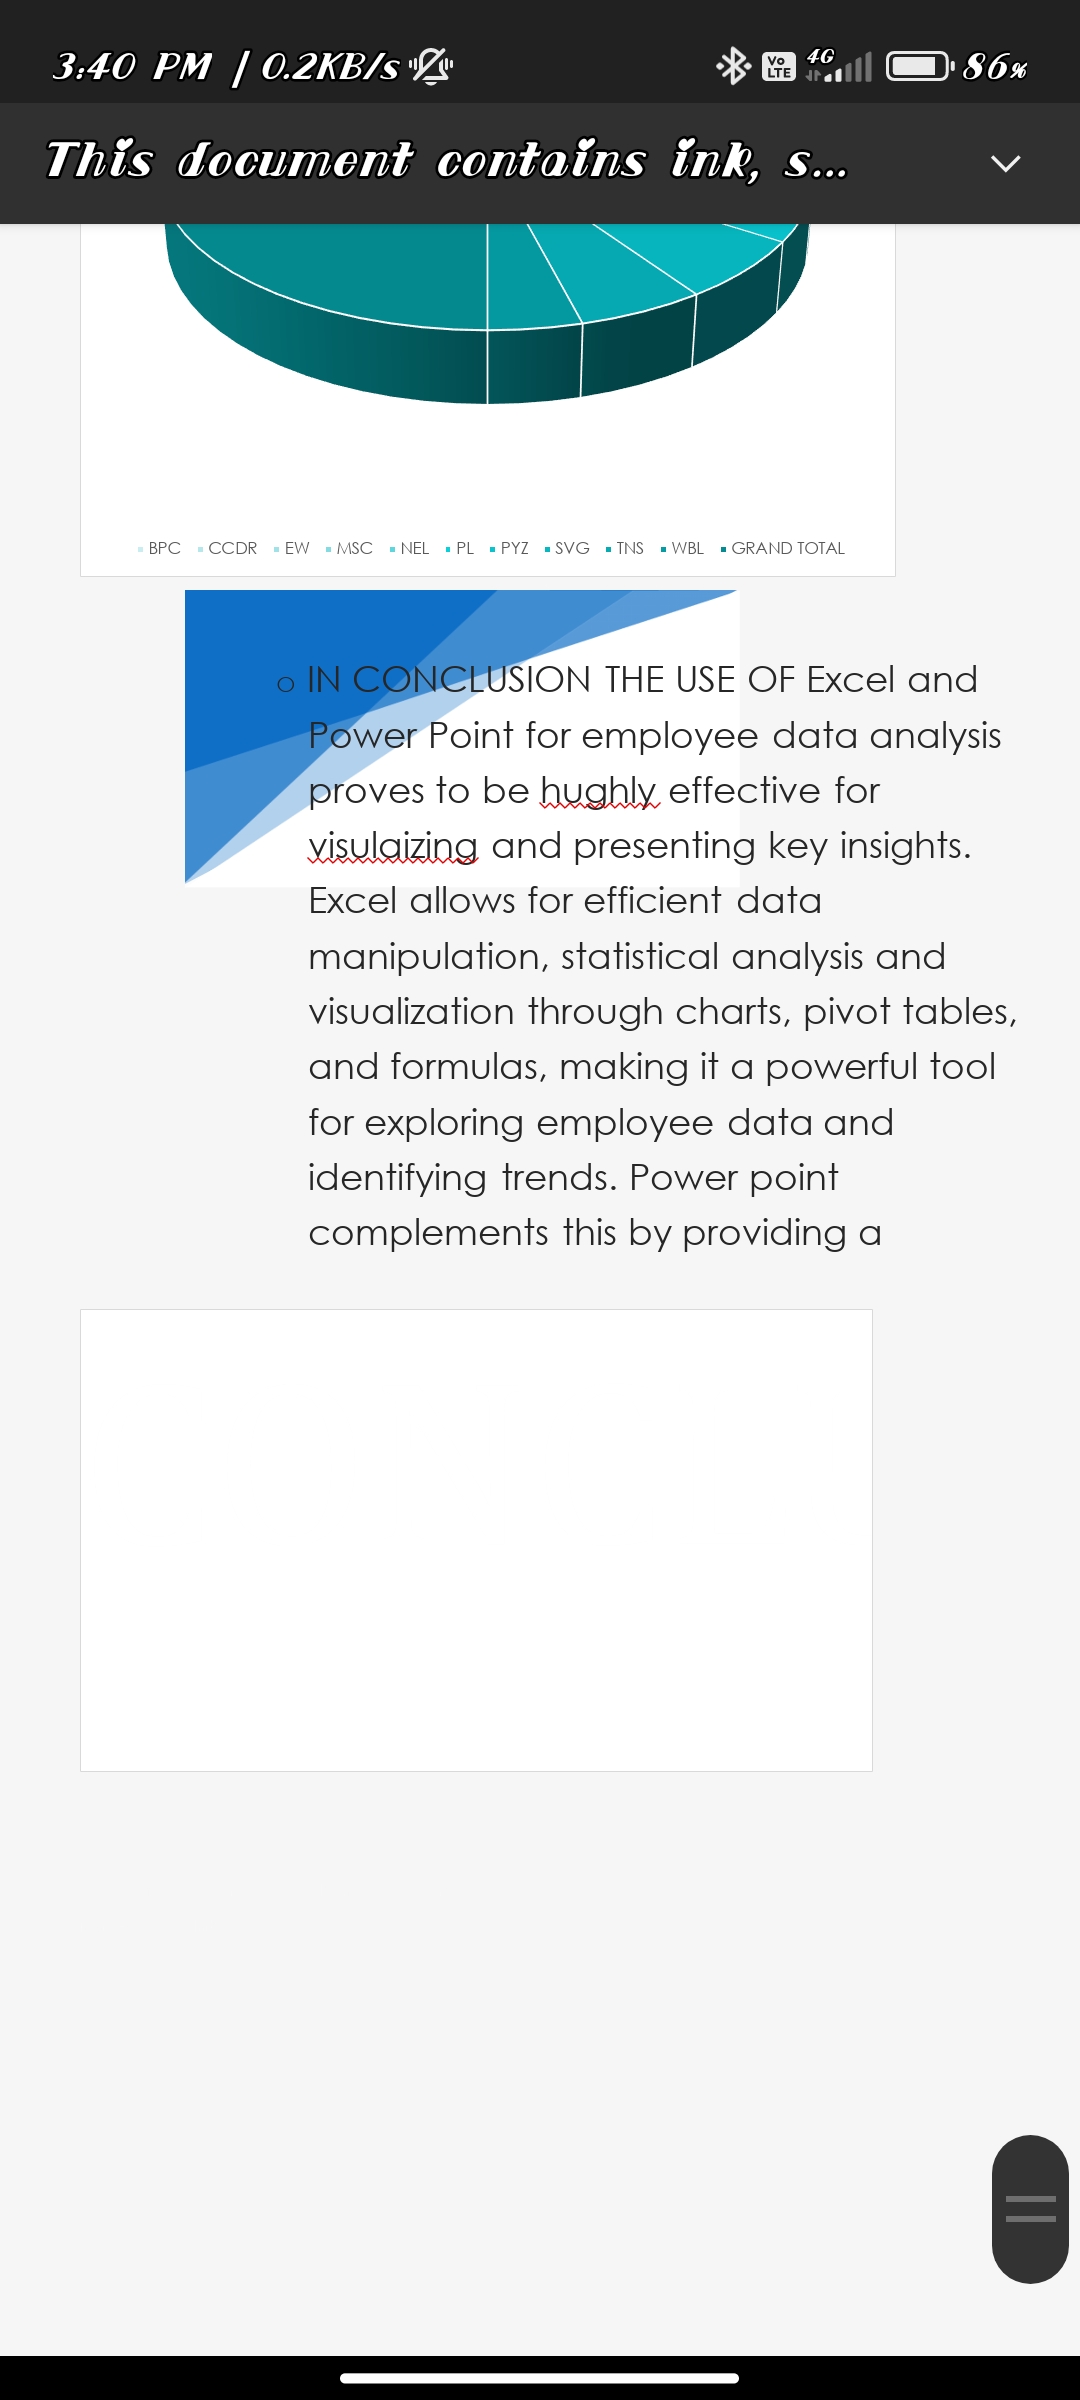 3:40 PM | 0.2KB/s Vo LTE 4G 86%
This document contains ink, s...
BPC CCDR EW MSC NEL PL PYZ SVG TNS WBL GRAND TOTAL
o IN CONCLUSION THE USE OF Excel and
Power Point for employee data analysis
proves to be hughly effective for
visulaizing and presenting key insights.
Excel allows for efficient data
manipulation, statistical analysis and
visualization through charts, pivot tables,
and formulas, making it a powerful tool
for exploring employee data and
identifying trends. Power point
complements this by providing a